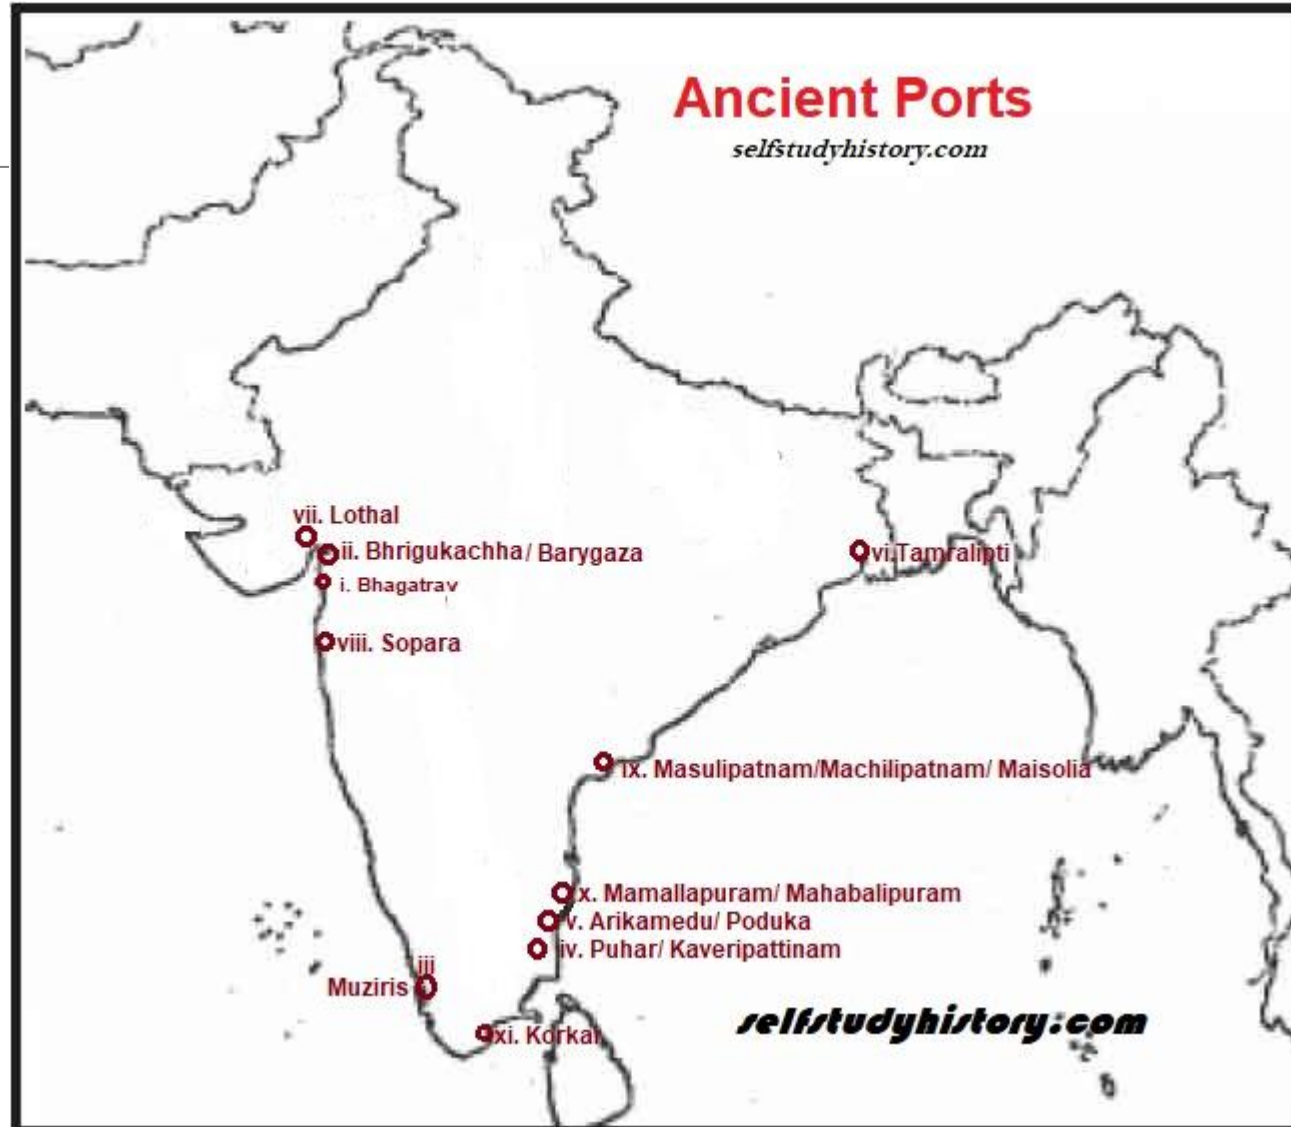 Ancient Ports
selfstudyhistory.com
vii. Lothal
ii. Bhrigukachha/ Barygaza
vi.Tamralipti
i. Bhagatrav
viii. Sopara
ix. Masulipatnam/Machilipatnam/ Maisolia
x. Mamallapuram/ Mahabalipuram
v. Arikamedu/ Poduka
iv. Puhar/ Kaveripattinam
iii
Muziris
selfstudyhistory.com
xi. Korkai